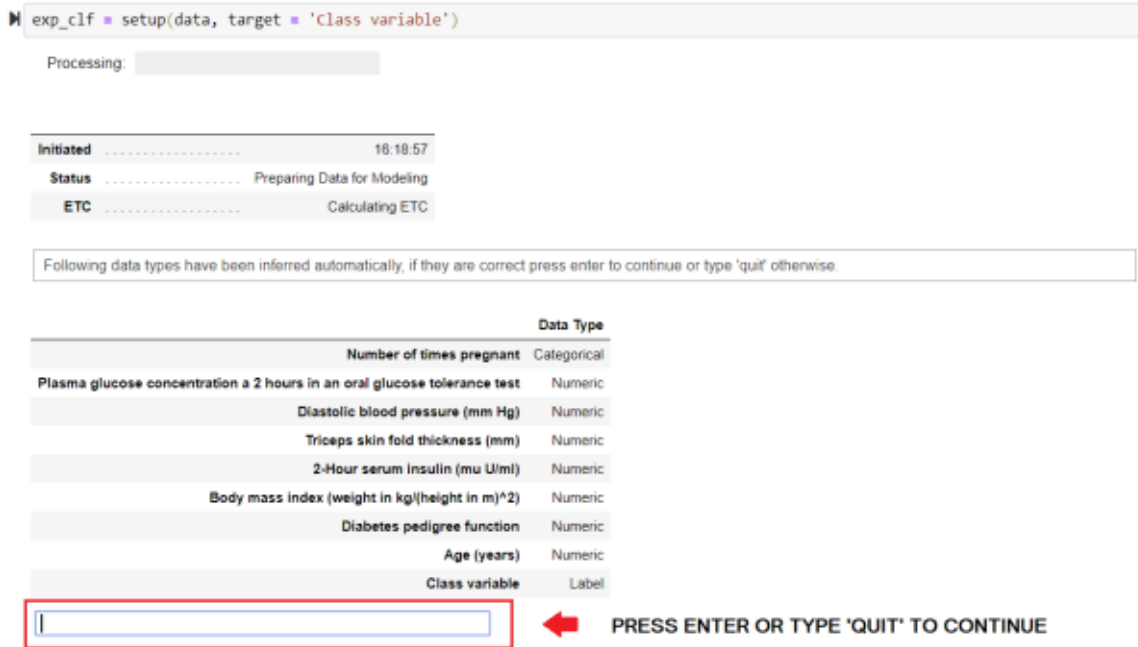 exp_clf = setup(data, target = 'Class variable')
Processing:
Initiated .................. 16:18:57
Status .................. Preparing Data for Modeling
ETC .................. Calculating ETC
Following data types have been inferred automatically, if they are correct press enter to continue or type 'quit' otherwise.
Data Type
Number of times pregnant Categorical
Plasma glucose concentration a 2 hours in an oral glucose tolerance test Numeric
Diastolic blood pressure (mm Hg) Numeric
Triceps skin fold thickness (mm) Numeric
2-Hour serum insulin (mu U/ml) Numeric
Body mass index (weight in kg/(height in m)^2) Numeric
Diabetes pedigree function Numeric
Age (years) Numeric
Class variable Label
PRESS ENTER OR TYPE 'QUIT' TO CONTINUE